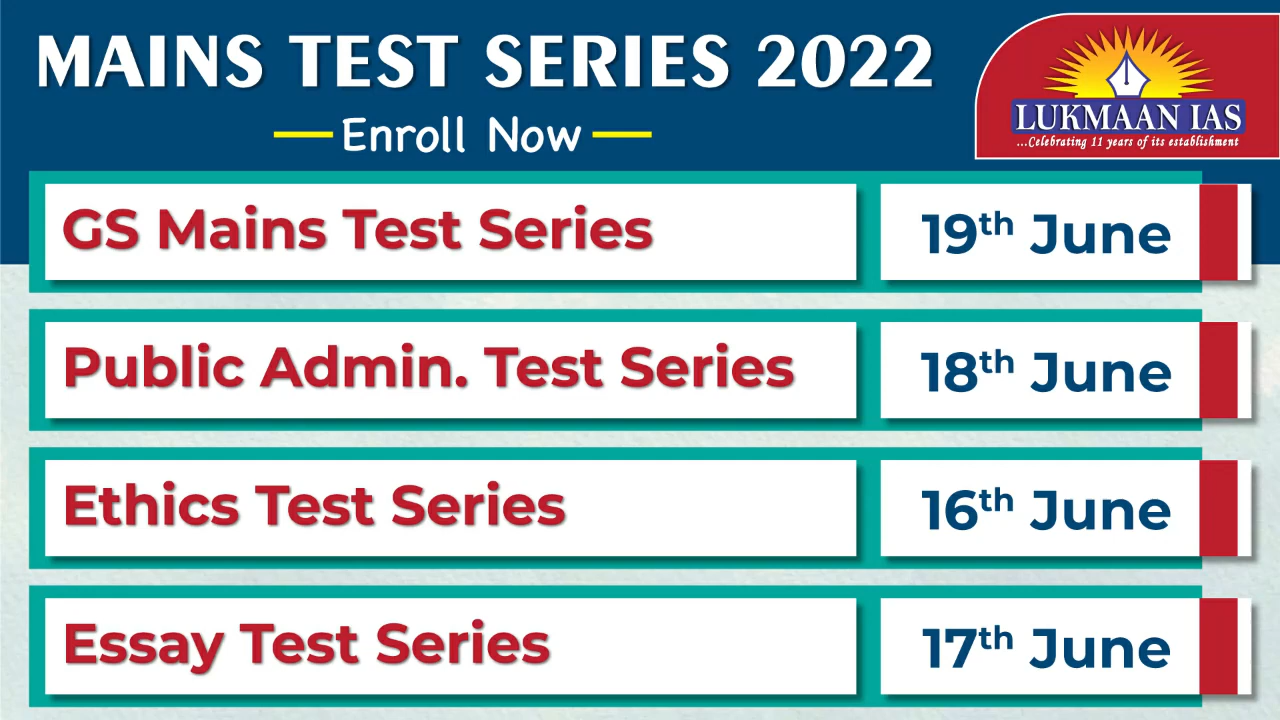 MAINS TEST SERIES 2022
Enroll Now
LUKMAAN IAS
...Celebrating 11 years of its establishment
GS Mains Test Series
19th June
Public Admin. Test Series
18th June
Ethics Test Series
16th June
Essay Test Series
17th June